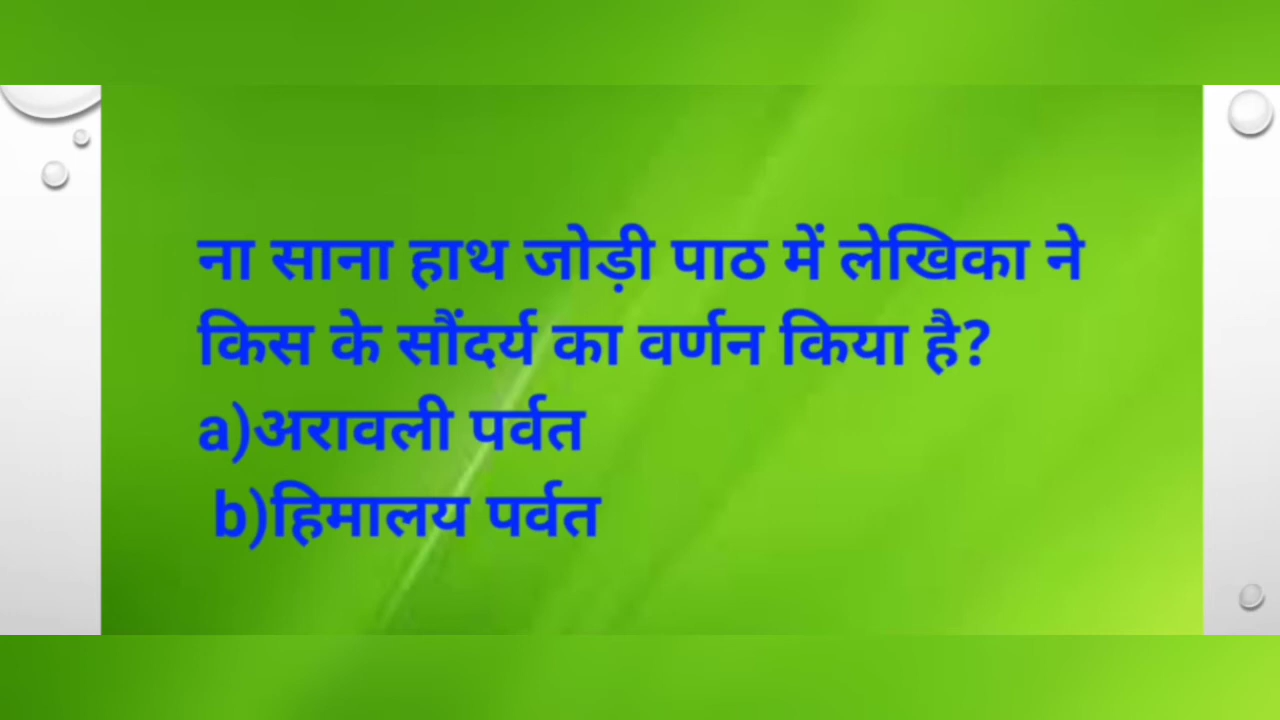 ना साना हाथ जोड़ी पाठ में लेखिका ने
किस के सौंदर्य का वर्णन किया है?
a)अरावली पर्वत
b)हिमालय पर्वत